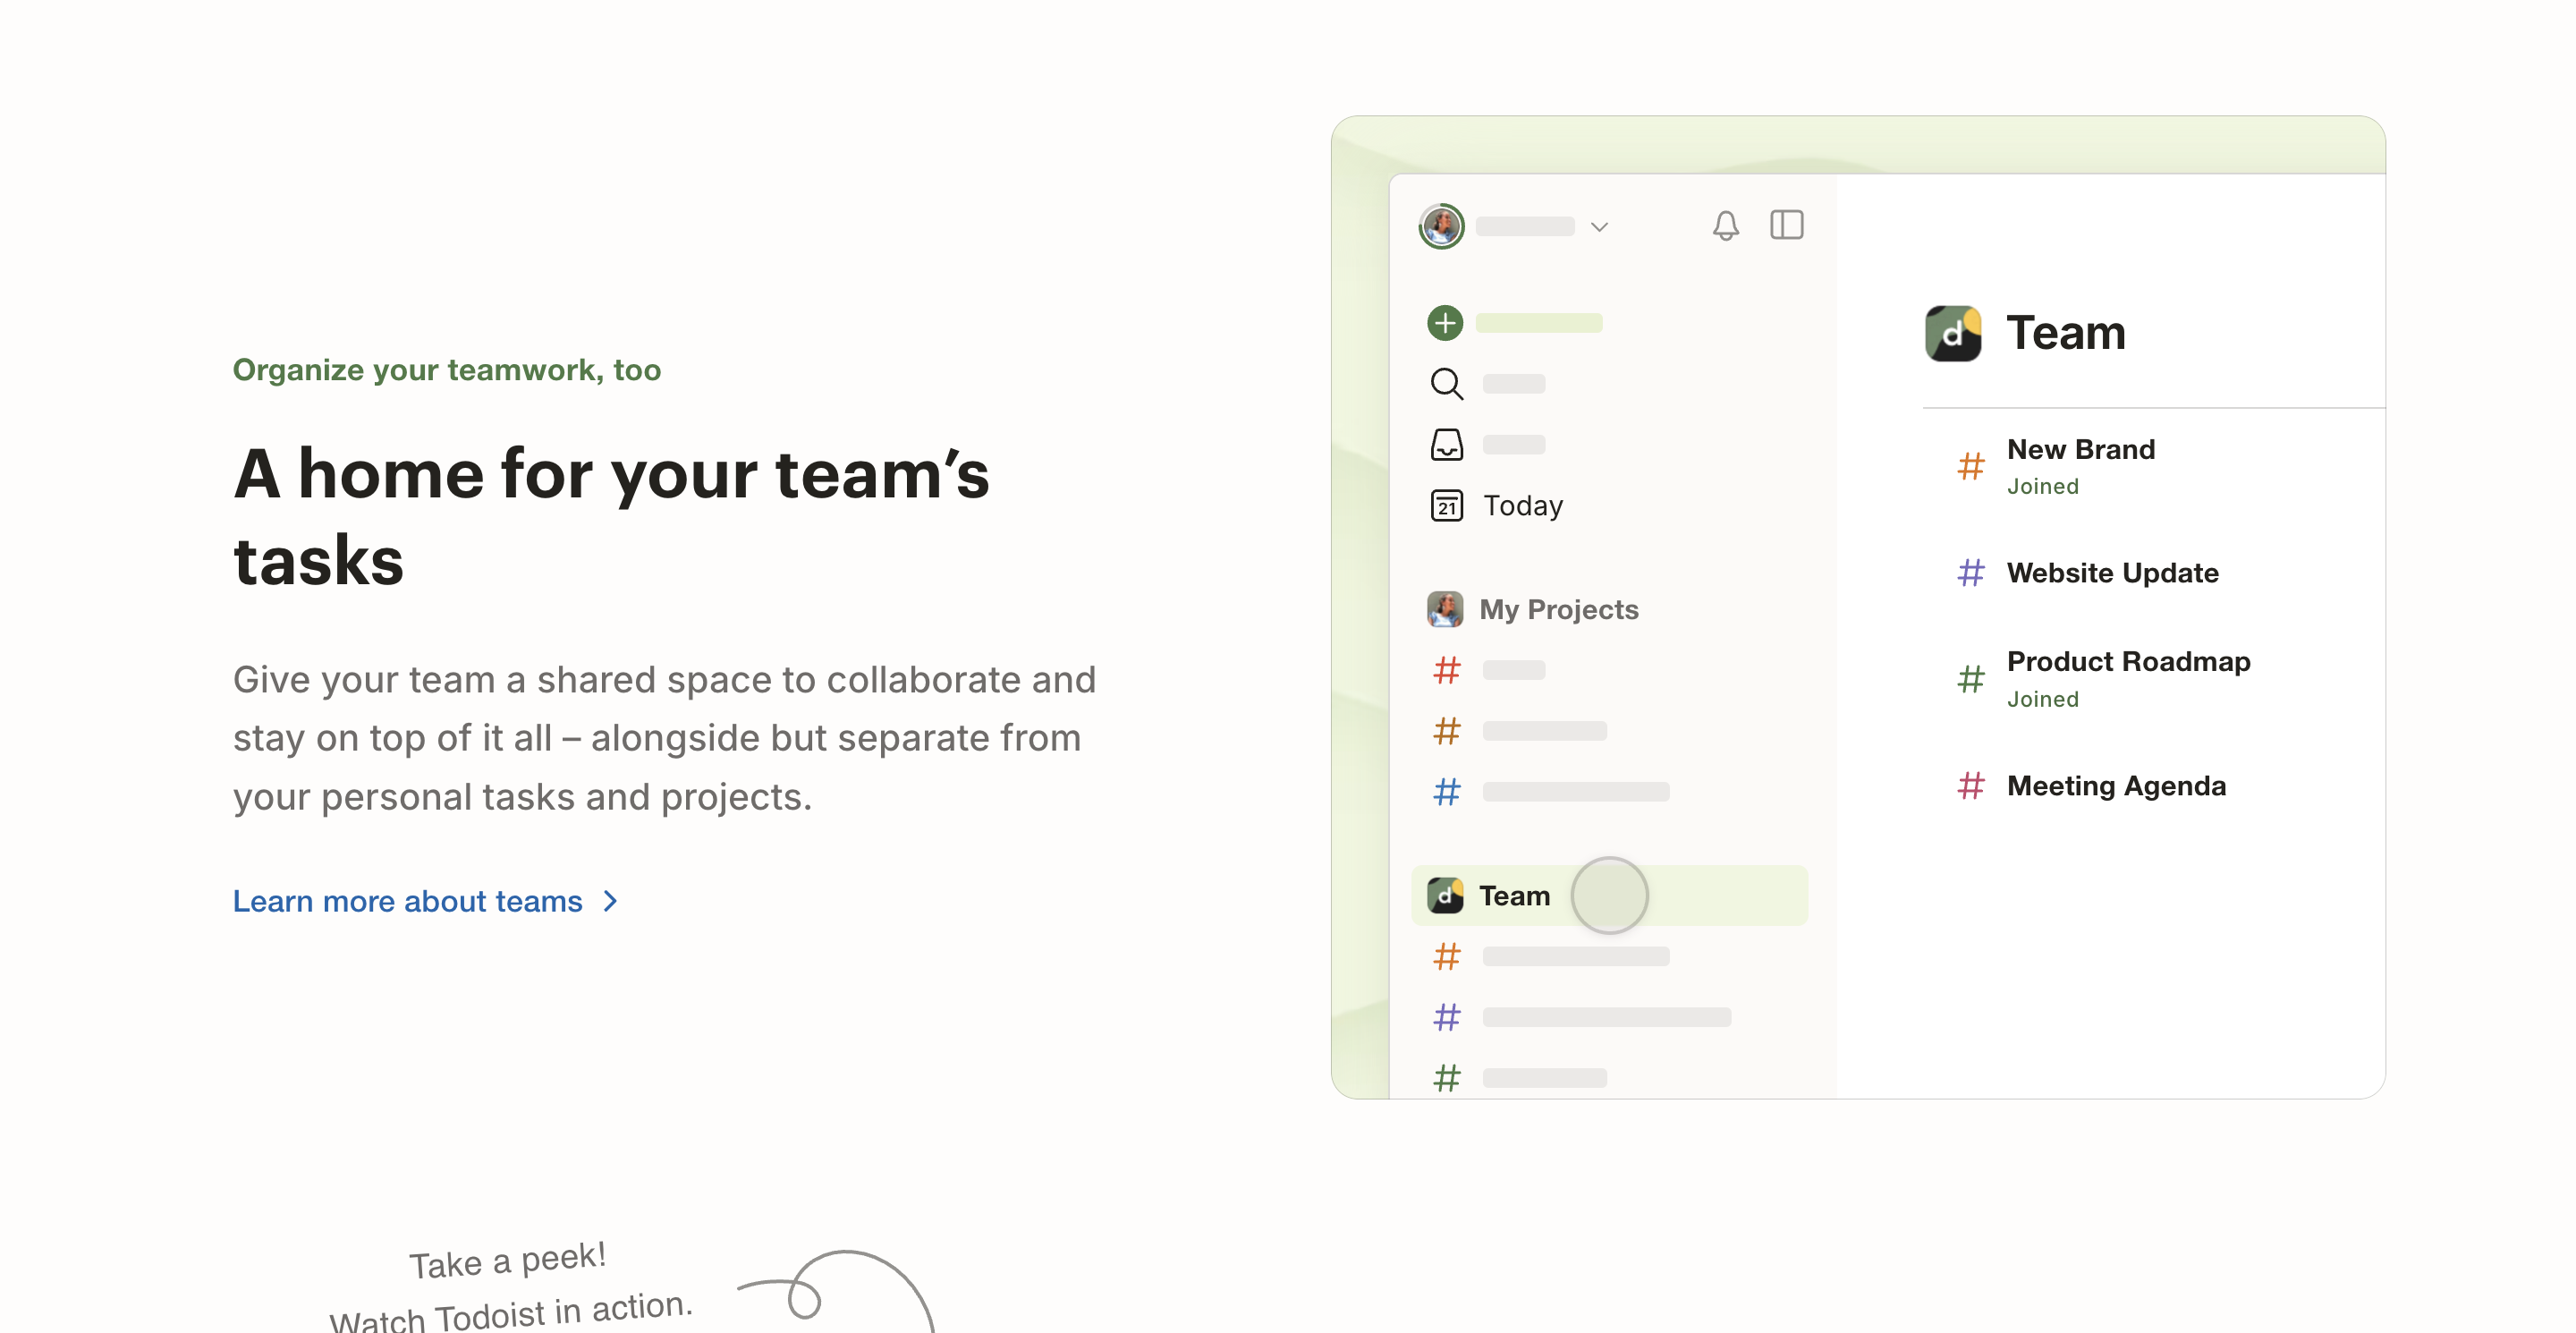 Organize your teamwork, too
A home for your team’s
tasks
Give your team a shared space to collaborate and
stay on top of it all – alongside but separate from
your personal tasks and projects.
Learn more about teams
21
Today
My Projects
d Team
d Team
New Brand
Joined
Website Update
Product Roadmap
Joined
Meeting Agenda
Take a peek!
Watch Todoist in action.